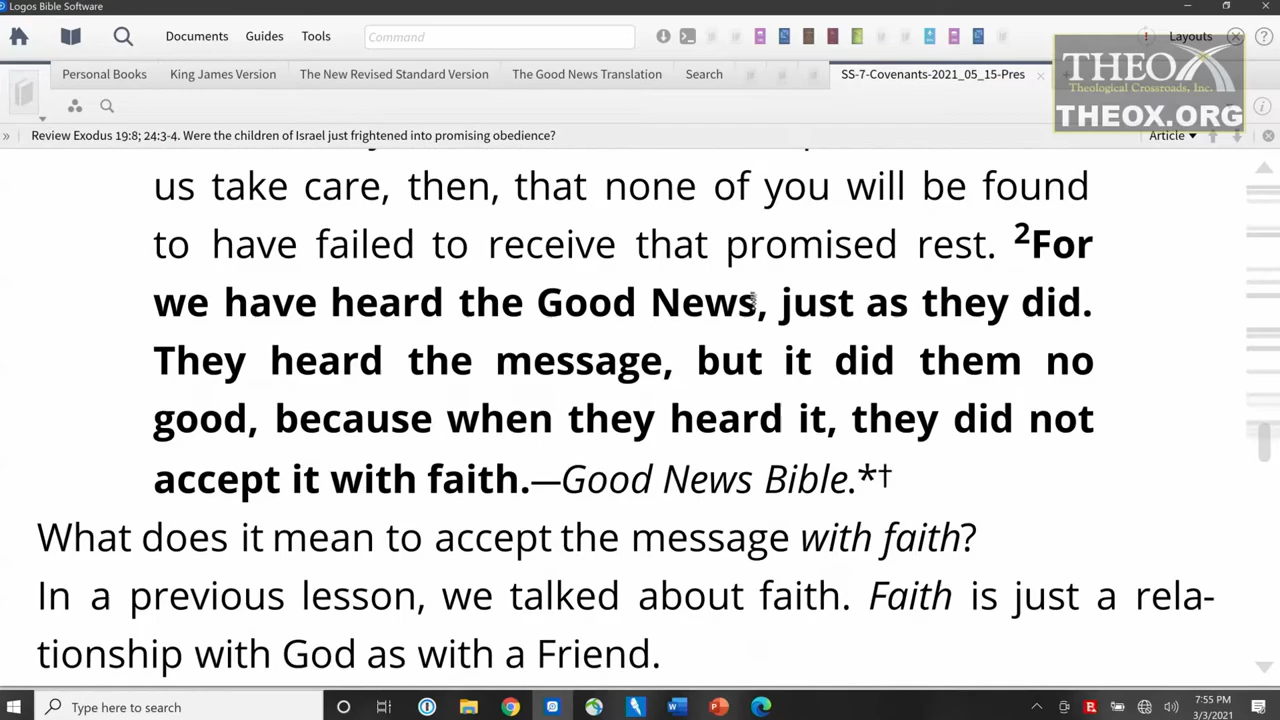 Logos Bible Software
Documents Guides Tools Command Layouts
Personal Books King James Version The New Revised Standard Version The Good News Translation Search SS-7-Covenants-2021_05_15-Pres
THEOX
Theological Crossroads, Inc.
THEOX.ORG
» Review Exodus 19:8; 24:3-4. Were the children of Israel just frightened into promising obedience? Article
us take care, then, that none of you will be found
to have failed to receive that promised rest. ²For
we have heard the Good News, just as they did.
They heard the message, but it did them no
good, because when they heard it, they did not
accept it with faith.—Good News Bible.*†
What does it mean to accept the message with faith?
In a previous lesson, we talked about faith. Faith is just a rela-
tionship with God as with a Friend.
Type here to search
7:55 PM
3/3/2021